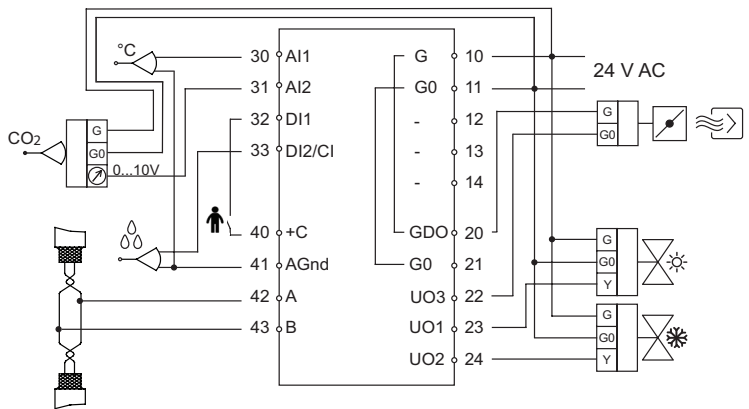 °C
30 AI1
G 10
24 V AC
31 AI2
G0 11
CO2
G
G0
0...10V
32 DI1
- 12
G
G0
33 DI2/CI
- 13
- 14
40 +C
GDO 20
41 AGnd
G0 21
G
G0
Y
42 A
UO3 22
43 B
UO1 23
G
G0
Y
UO2 24